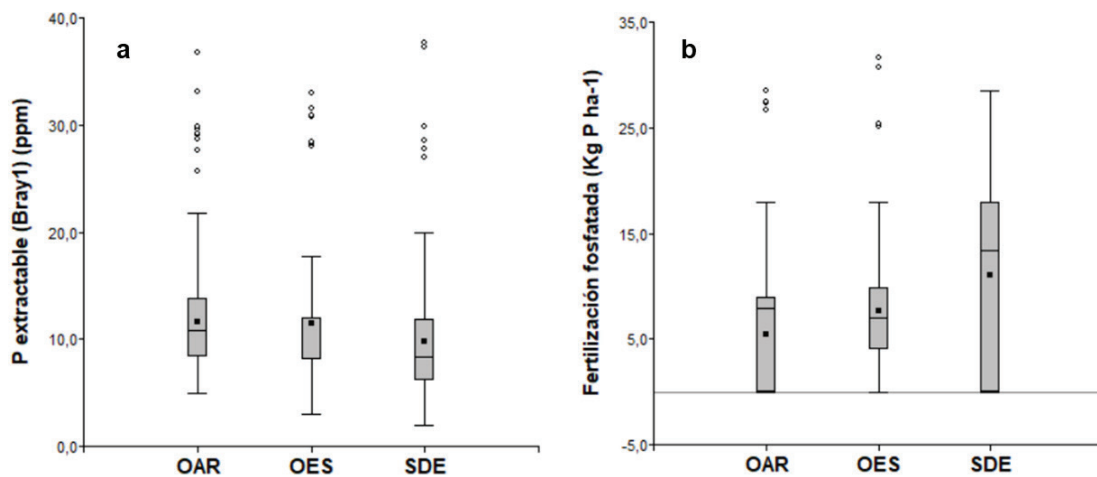 a
P extractable (Bray1) (ppm)
40,0
30,0
20,0
10,0
0,0
OAR OES SDE
b
Fertilización fosfatada (Kg P ha-1)
35,0
25,0
15,0
5,0
-5,0
OAR OES SDE